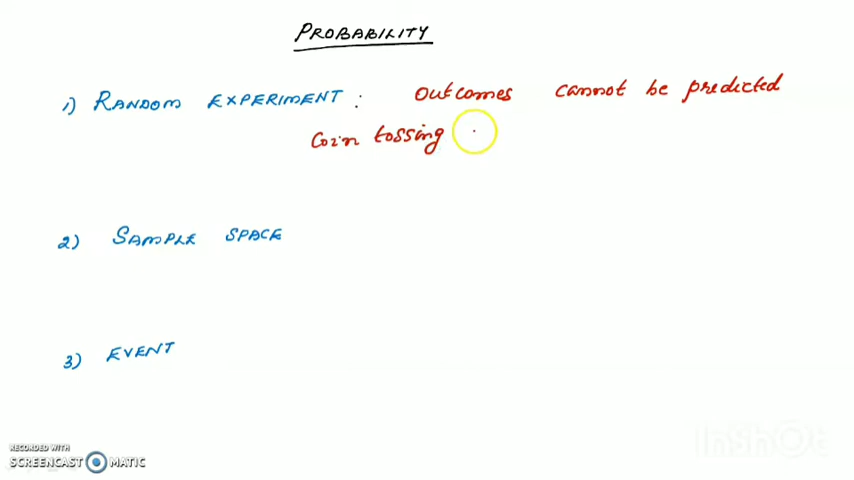 PROBABILITY
1) RANDOM EXPERIMENT : Outcomes cannot be predicted
Coin tossing
2) SAMPLE SPACE
3) EVENT
RECORDED WITH
SCREENCAST MATIC
InShOt